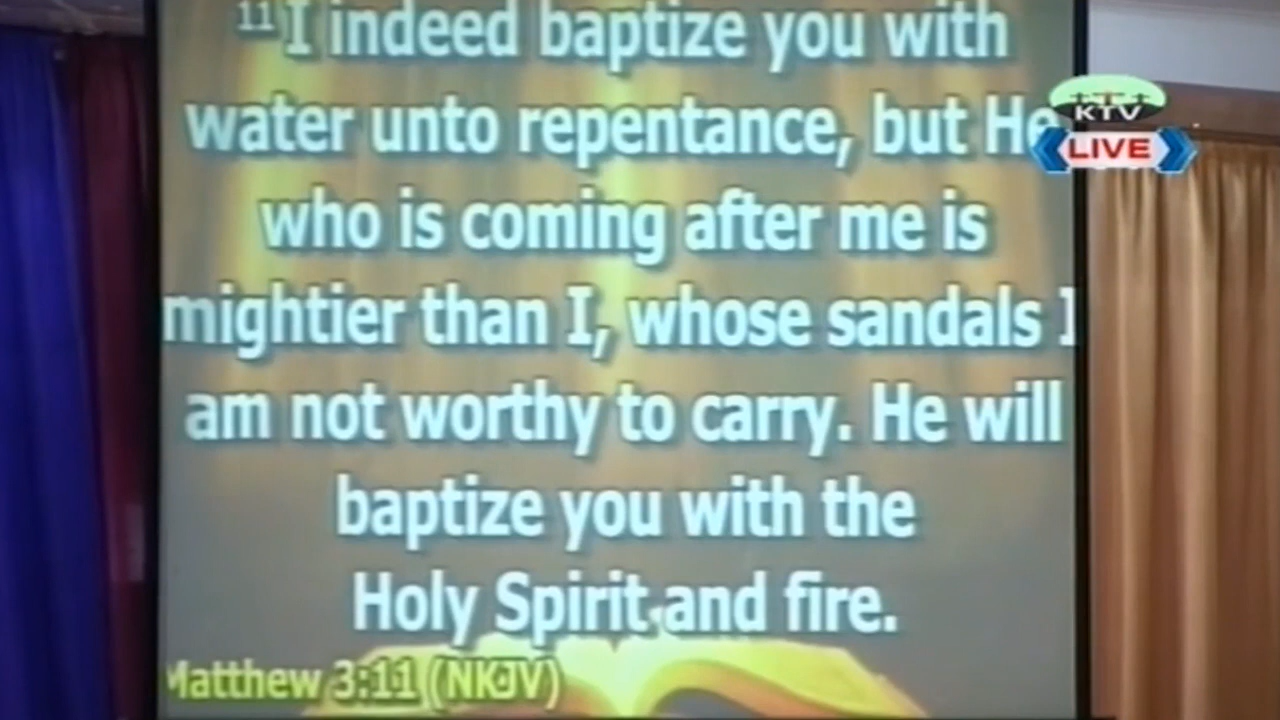 11 I indeed baptize you with
water unto repentance, but He
who is coming after me is
mightier than I, whose sandals I
am not worthy to carry. He will
baptize you with the
Holy Spirit and fire.
Matthew 3:11 (NKJV)
KTV
LIVE